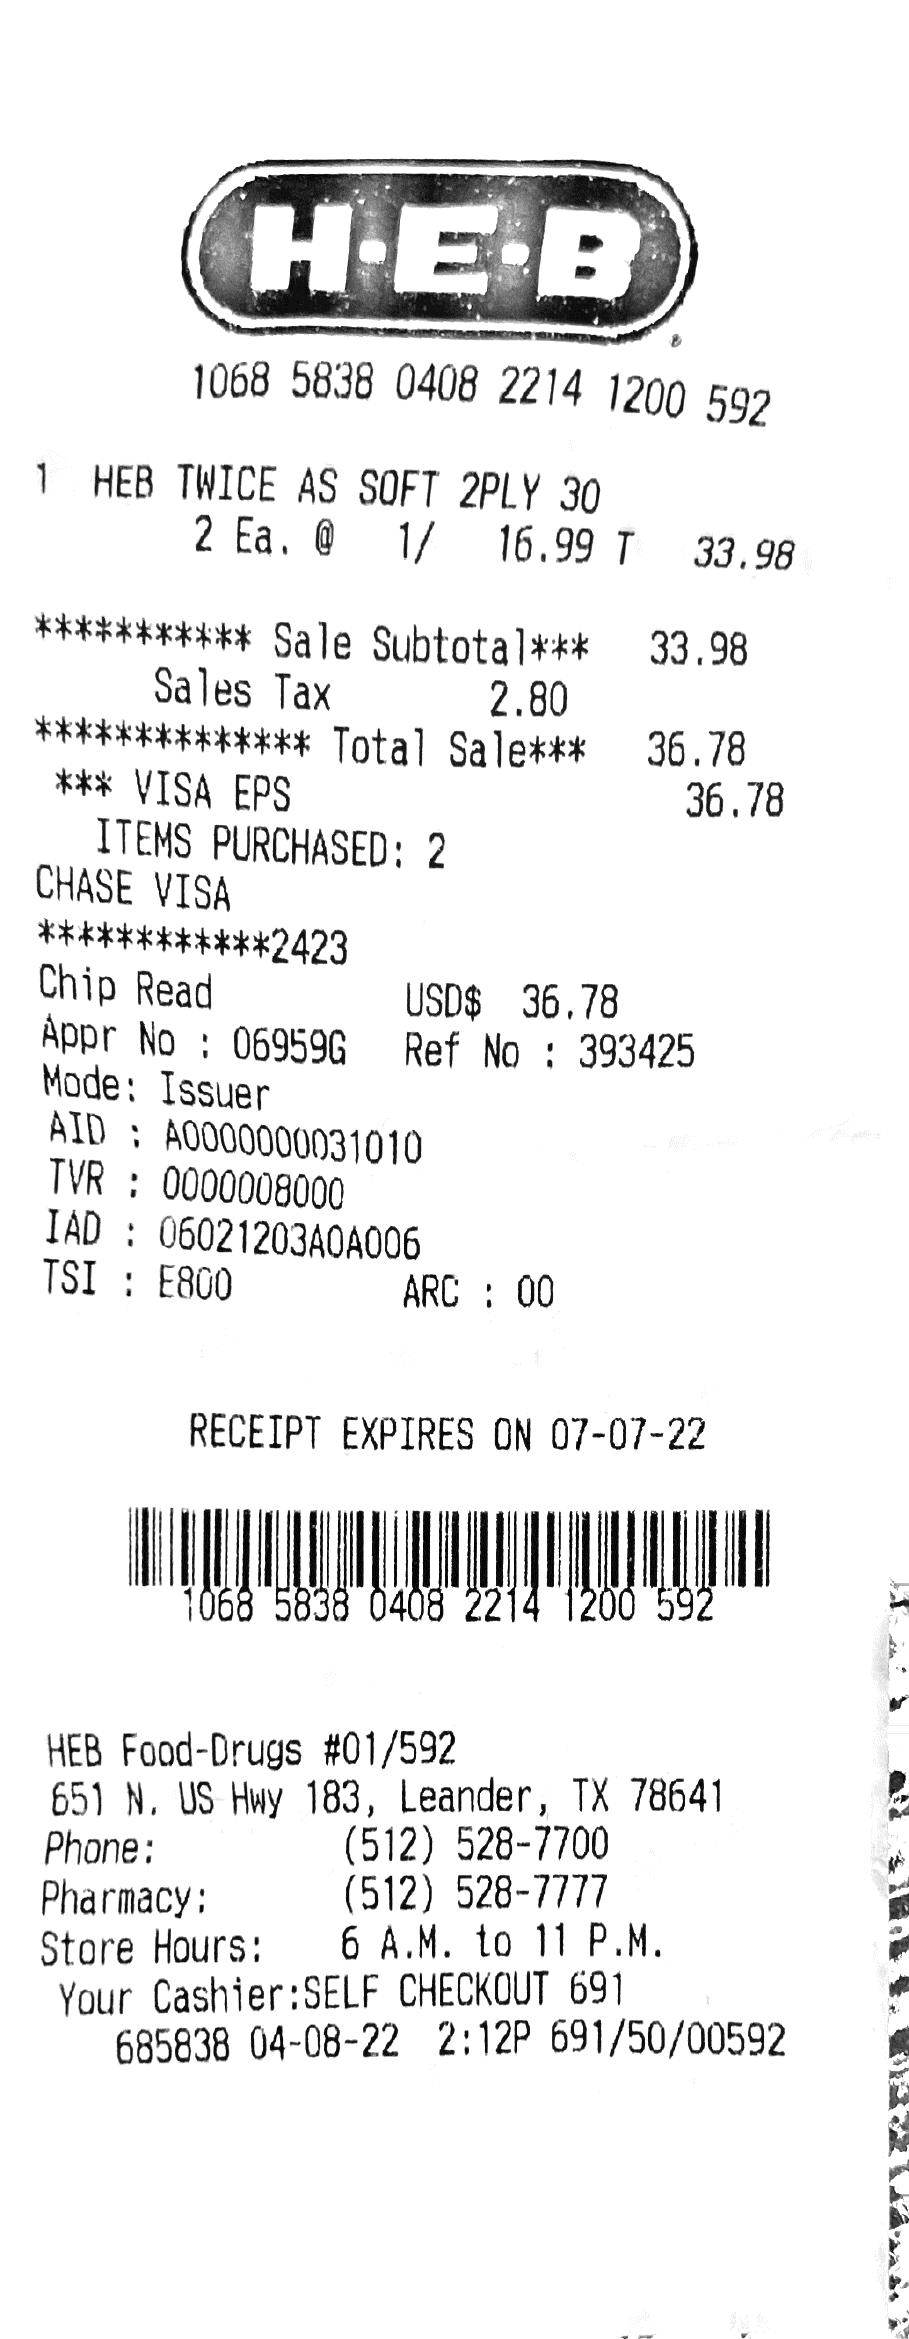 H·E·B
1068 5838 0408 2214 1200 592
1 HEB TWICE AS SOFT 2PLY 30
2 Ea. @ 1/ 16.99 T 33.98
*********** Sale Subtotal*** 33.98
Sales Tax 2.80
************** Total Sale*** 36.78
*** VISA EPS 36.78
ITEMS PURCHASED: 2
CHASE VISA
************2423
Chip Read USD$ 36.78
Appr No : 06959G Ref No : 393425
Mode: Issuer
AID : A0000000031010
TVR : 0000008000
IAD : 06021203A0A006
TSI : E800 ARC : 00
RECEIPT EXPIRES ON 07-07-22
1068 5838 0408 2214 1200 592
HEB Food-Drugs #01/592
651 N. US Hwy 183, Leander, TX 78641
Phone: (512) 528-7700
Pharmacy: (512) 528-7777
Store Hours: 6 A.M. to 11 P.M.
Your Cashier:SELF CHECKOUT 691
685838 04-08-22 2:12P 691/50/00592